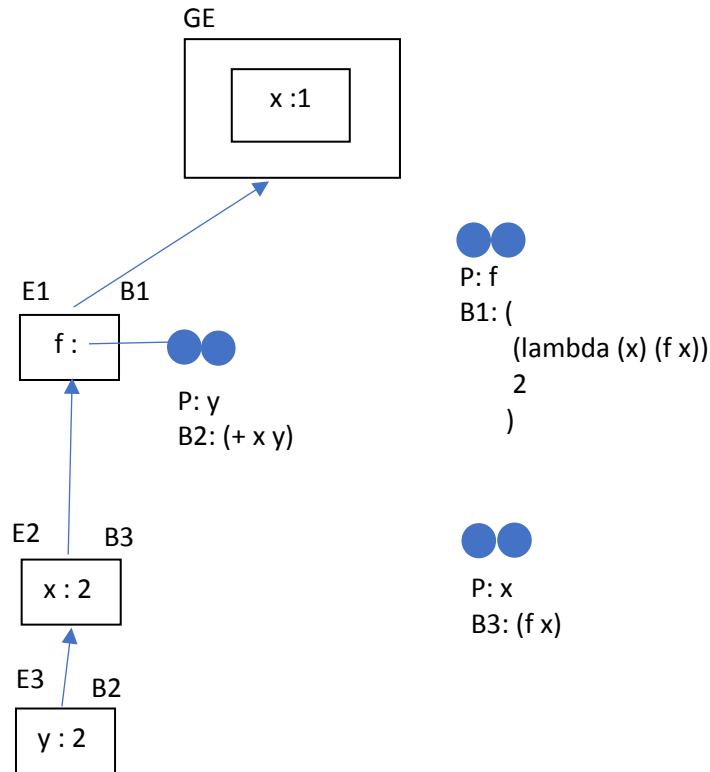 GE
x :1
E1 B1
f :
P: y
B2: (+ x y)
P: f
B1: (
(lambda (x) (f x))
2
)
E2 B3
x : 2
P: x
B3: (f x)
E3 B2
y : 2